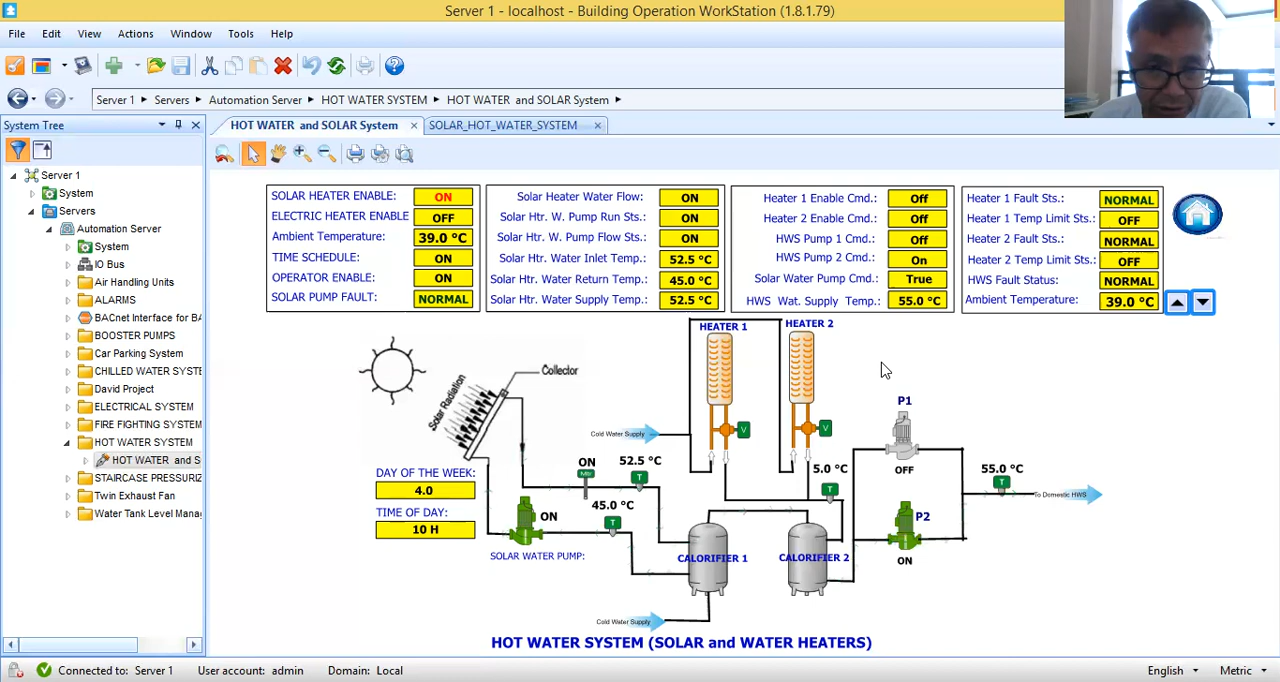 Server 1 - localhost - Building Operation WorkStation (1.8.1.79)
File Edit View Actions Window Tools Help
Server 1 Servers Automation Server HOT WATER SYSTEM HOT WATER and SOLAR System
System Tree
HOT WATER and SOLAR System
SOLAR_HOT_WATER_SYSTEM
Server 1
System
Servers
Automation Server
System
IO Bus
Air Handling Units
ALARMS
BACnet Interface for BA
BOOSTER PUMPS
Car Parking System
CHILLED WATER SYSTE
David Project
ELECTRICAL SYSTEM
FIRE FIGHTING SYSTEM
HOT WATER SYSTEM
HOT WATER and S
STAIRCASE PRESSURIZ
Twin Exhaust Fan
Water Tank Level Mana
SOLAR HEATER ENABLE: ON
ELECTRIC HEATER ENABLE OFF
Ambient Temperature: 39.0 °C
TIME SCHEDULE: ON
OPERATOR ENABLE: ON
SOLAR PUMP FAULT: NORMAL
Solar Heater Water Flow: ON
Solar Htr. W. Pump Run Sts.: ON
Solar Htr. W. Pump Flow Sts.: ON
Solar Htr. Water Inlet Temp.: 52.5 °C
Solar Htr. Water Return Temp.: 45.0 °C
Solar Htr. Water Supply Temp.: 52.5 °C
Heater 1 Enable Cmd.: Off
Heater 2 Enable Cmd.: Off
HWS Pump 1 Cmd.: Off
HWS Pump 2 Cmd.: On
Solar Water Pump Cmd.: True
HWS Wat. Supply Temp.: 55.0 °C
Heater 1 Fault Sts.: NORMAL
Heater 1 Temp Limit Sts.: OFF
Heater 2 Fault Sts.: NORMAL
Heater 2 Temp Limit Sts.: OFF
HWS Fault Status: NORMAL
Ambient Temperature: 39.0 °C
HEATER 1
HEATER 2
Collector
Solar Radiation
Cold Water Supply
V
V
P1
OFF
DAY OF THE WEEK:
4.0
TIME OF DAY:
10 H
ON
52.5 °C
T
45.0 °C
T
ON
SOLAR WATER PUMP:
5.0 °C
T
55.0 °C
T
To Domestic HWS
P2
ON
CALORIFIER 1
CALORIFIER 2
Cold Water Supply
HOT WATER SYSTEM (SOLAR and WATER HEATERS)
Connected to: Server 1 User account: admin Domain: Local English Metric